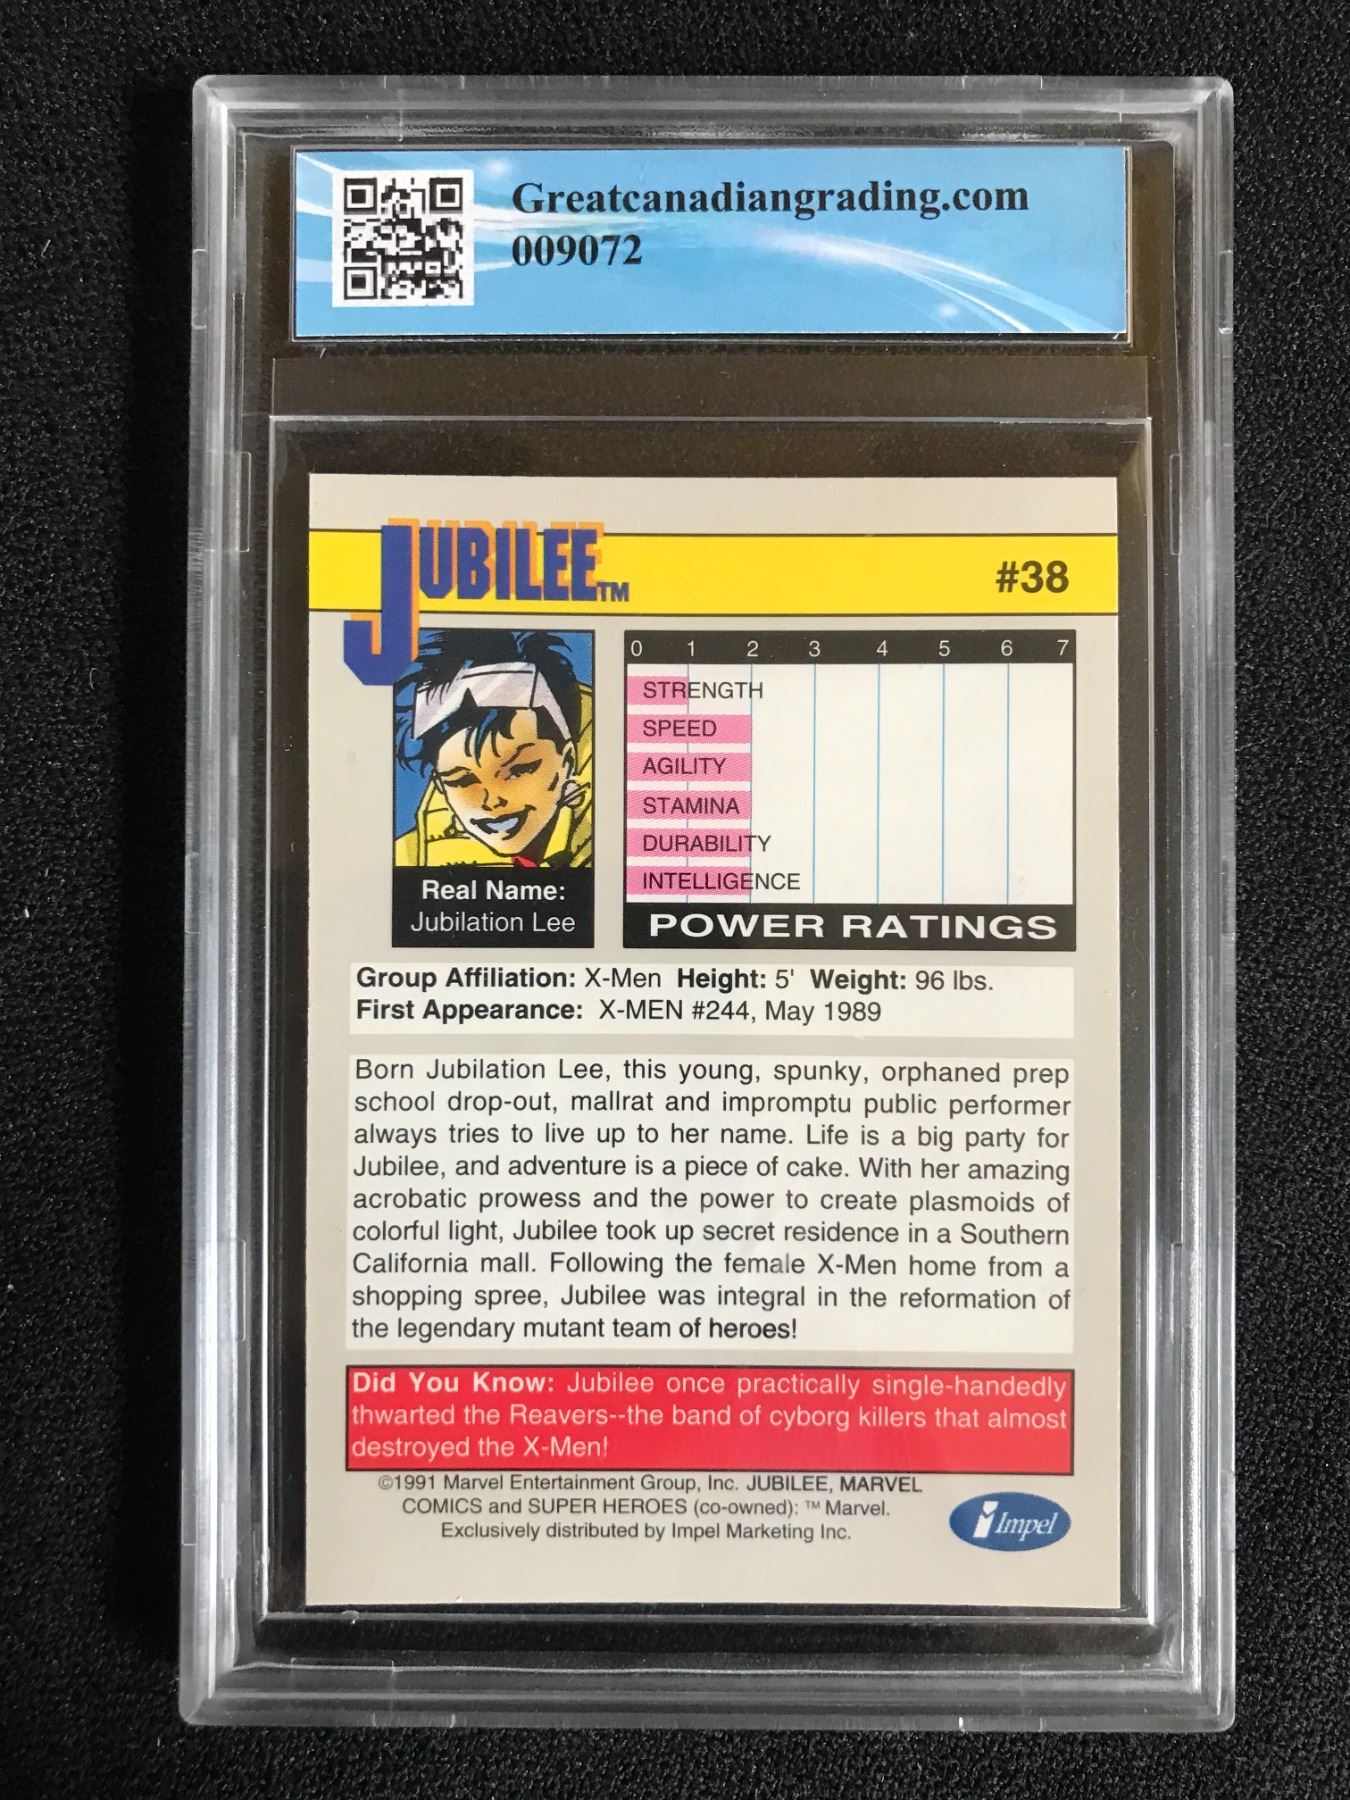 Greatcanadiangrading.com
009072
JUBILEE™
#38
0 1 2 3 4 5 6 7
STRENGTH
SPEED
AGILITY
STAMINA
DURABILITY
INTELLIGENCE
POWER RATINGS
Real Name:
Jubilation Lee
Group Affiliation: X-Men Height: 5' Weight: 96 lbs.
First Appearance: X-MEN #244, May 1989
Born Jubilation Lee, this young, spunky, orphaned prep
school drop-out, mallrat and impromptu public performer
always tries to live up to her name. Life is a big party for
Jubilee, and adventure is a piece of cake. With her amazing
acrobatic prowess and the power to create plasmoids of
colorful light, Jubilee took up secret residence in a Southern
California mall. Following the female X-Men home from a
shopping spree, Jubilee was integral in the reformation of
the legendary mutant team of heroes!
Did You Know: Jubilee once practically single-handedly
thwarted the Reavers--the band of cyborg killers that almost
destroyed the X-Men!
©1991 Marvel Entertainment Group, Inc. JUBILEE, MARVEL
COMICS and SUPER HEROES (co-owned): ™ Marvel.
Exclusively distributed by Impel Marketing Inc.
Impel